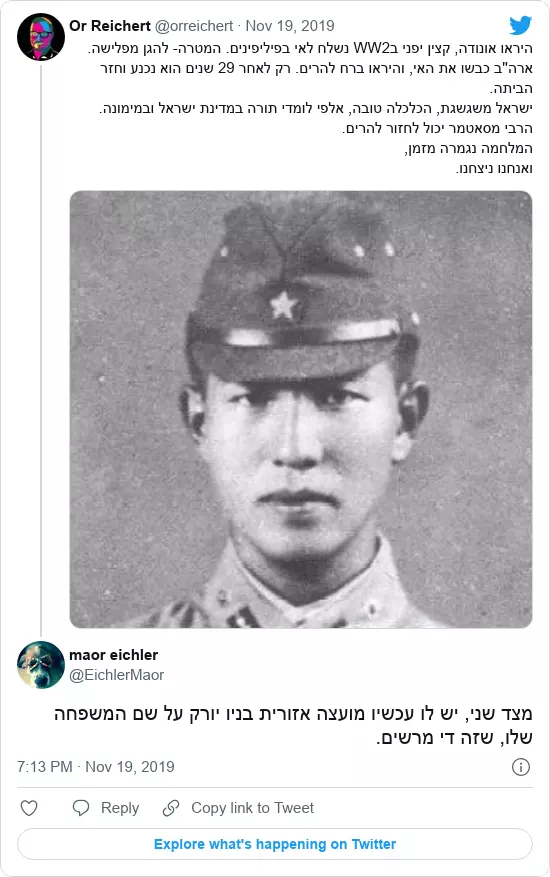 Or Reichert @orreichert · Nov 19, 2019
היראו אונודה, קצין יפני בWW2 נשלח לאי בפיליפינים. המטרה- להגן מפלישה.
ארה"ב כבשו את האי, והיראו ברח להרים. רק לאחר 29 שנים הוא נכנע וחזר
הביתה.
ישראל משגשגת, הכלכלה טובה, אלפי לומדי תורה במדינת ישראל ובמימונה.
הרבי מסאטמר יכול לחזור להרים.
המלחמה נגמרה מזמן,
ואנחנו ניצחנו.
maor eichler
@EichlerMaor
מצד שני, יש לו עכשיו מועצה אזורית בניו יורק על שם המשפחה
שלו, שזה די מרשים.
7:13 PM · Nov 19, 2019
Reply Copy link to Tweet
Explore what's happening on Twitter